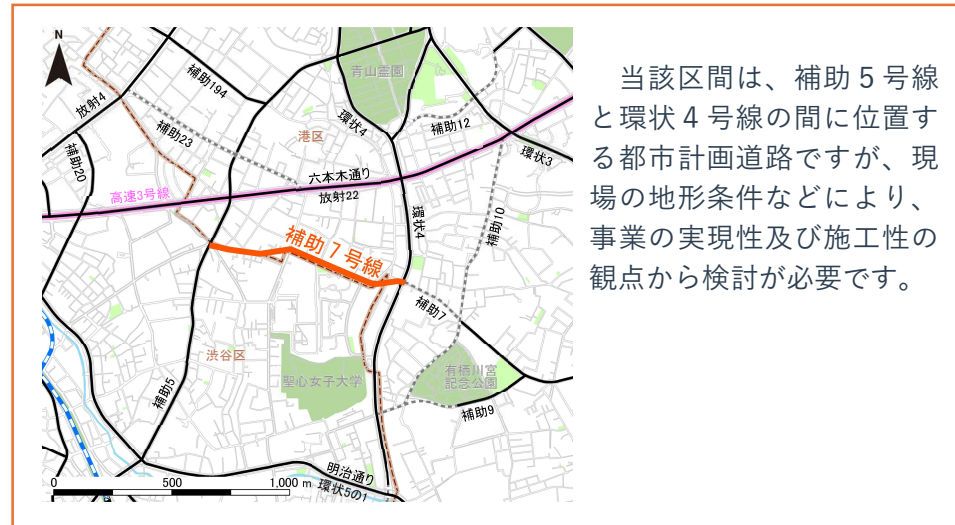 N
青山霊園
補助194
放射4
環状4
補助12
補助23
港区
環状3
補助20
六本木通り
高速3号線
放射22
環状4
補助10
補助7号線
補助7
渋谷区
有栖川宮
記念公園
聖心女子大学
補助5
補助9
明治通り
環状5の1
0 500 1,000 m
当該区間は、補助5号線
と環状4号線の間に位置す
る都市計画道路ですが、現
場の地形条件などにより、
事業の実現性及び施工性の
観点から検討が必要です。